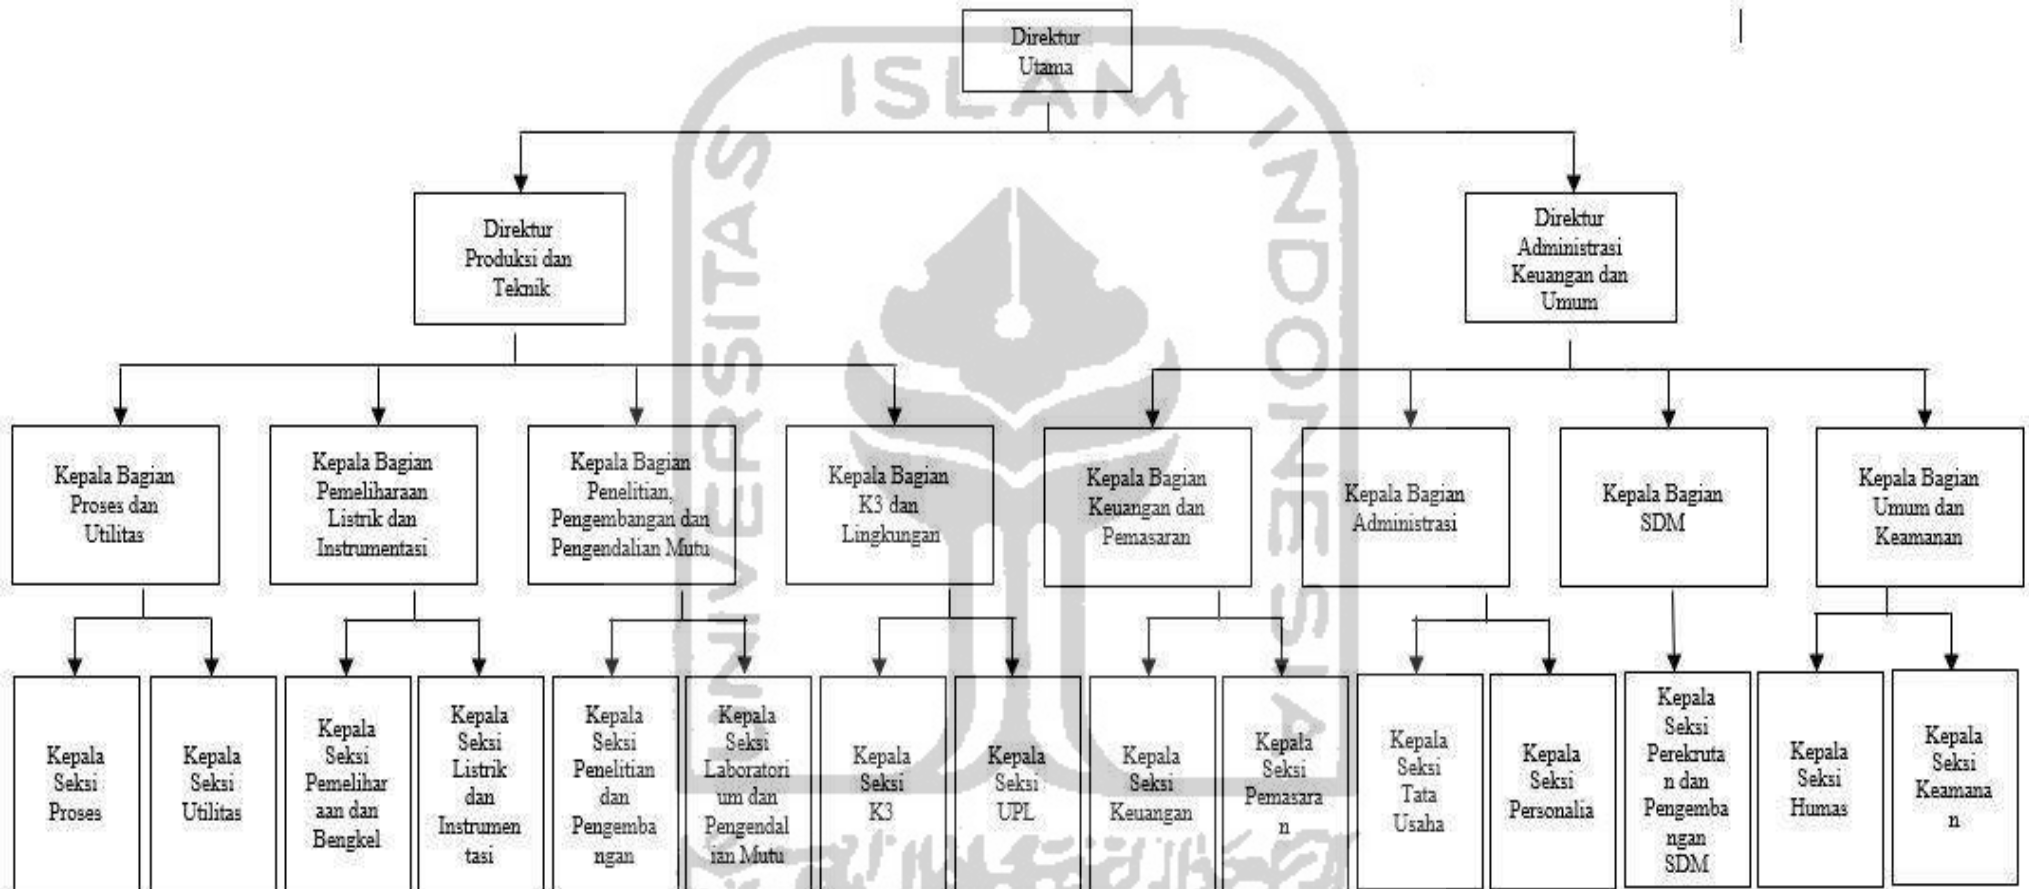 Direktur
Utama
ISLAM
UNIVERSITAS
INDONESIA
Direktur
Produksi dan
Teknik
Direktur
Administrasi
Keuangan dan
Umum
Kepala Bagian
Proses dan
Utilitas
Kepala Bagian
Pemeliharaan
Listrik dan
Instrumentasi
Kepala Bagian
Penelitian,
Pengembangan dan
Pengendalian Mutu
Kepala Bagian
K3 dan
Lingkungan
Kepala Bagian
Keuangan dan
Pemasaran
Kepala Bagian
Administrasi
Kepala Bagian
SDM
Kepala Bagian
Umum dan
Keamanan
Kepala
Seksi
Proses
Kepala
Seksi
Utilitas
Kepala
Seksi
Pemelihar
aan dan
Bengkel
Kepala
Seksi
Listrik
dan
Instrumen
tasi
Kepala
Seksi
Penelitian
dan
Pengemba
ngan
Kepala
Seksi
Laboratori
um dan
Pengendal
ian Mutu
Kepala
Seksi
K3
Kepala
Seksi
UPL
Kepala
Seksi
Keuangan
Kepala
Seksi
Pemasara
n
Kepala
Seksi
Tata
Usaha
Kepala
Seksi
Personalia
Kepala
Seksi
Perekruta
n dan
Pengemba
ngan
SDM
Kepala
Seksi
Humas
Kepala
Seksi
Keamana
n